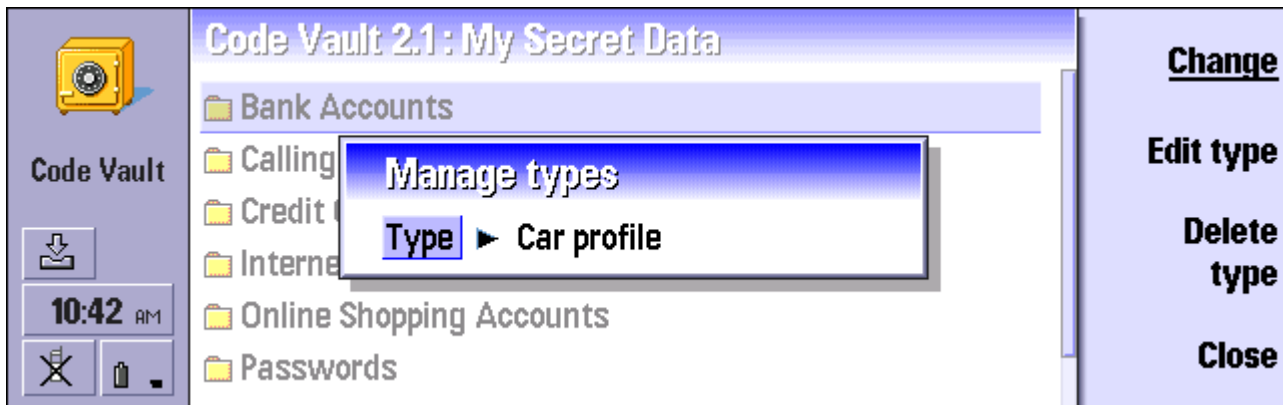 Code Vault 2.1: My Secret Data
Bank Accounts
Calling
Credit
Interne
Online Shopping Accounts
Passwords
Manage types
Type ► Car profile
Code Vault
10:42 AM
Change
Edit type
Delete
type
Close